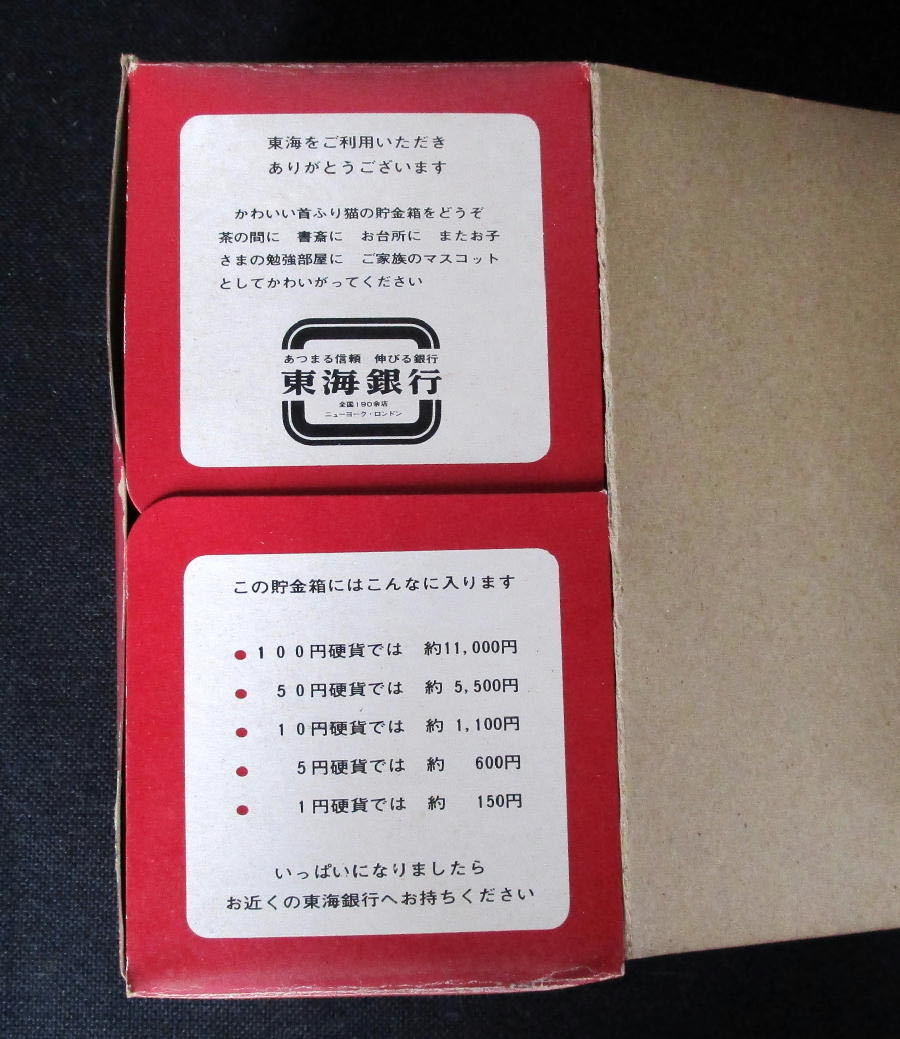 東海をご利用いただき
ありがとうございます
かわいい首ふり猫の貯金箱をどうぞ
茶の間に　書斎に　お台所に　またお子
さまの勉強部屋に　ご家族のマスコット
としてかわいがってください
あつまる信頼　伸びる銀行
東海銀行
全国190余店
ニューヨーク・ロンドン
この貯金箱にはこんなに入ります
● 100円硬貨では　約11,000円
● 50円硬貨では　約 5,500円
● 10円硬貨では　約 1,100円
● 5円硬貨では　約　600円
● 1円硬貨では　約　150円
いっぱいになりましたら
お近くの東海銀行へお持ちください